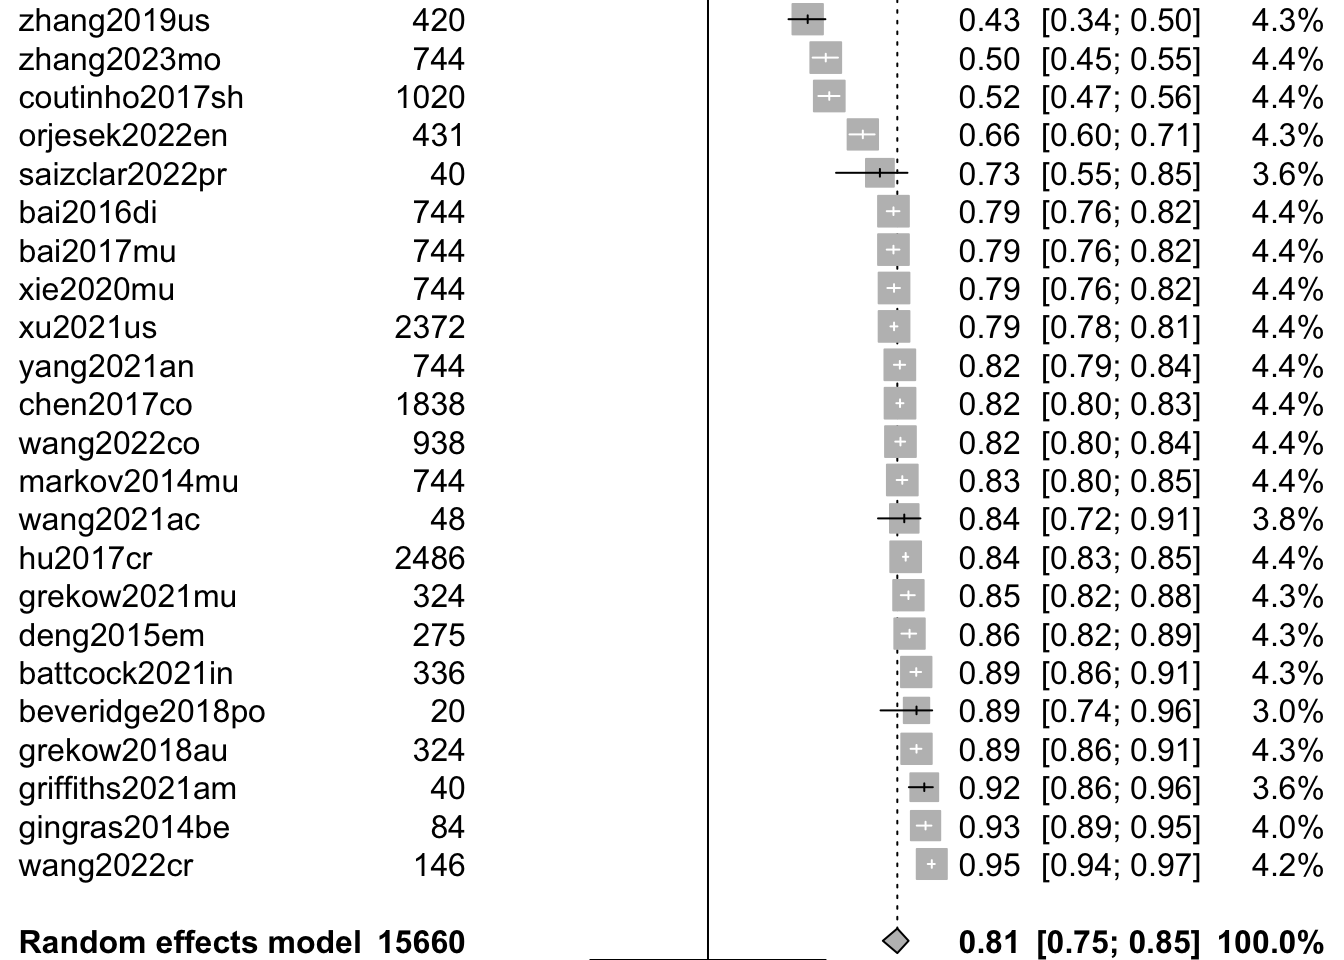 zhang2019us 420 0.43 [0.34; 0.50] 4.3%
zhang2023mo 744 0.50 [0.45; 0.55] 4.4%
coutinho2017sh 1020 0.52 [0.47; 0.56] 4.4%
orjesek2022en 431 0.66 [0.60; 0.71] 4.3%
saizclar2022pr 40 0.73 [0.55; 0.85] 3.6%
bai2016di 744 0.79 [0.76; 0.82] 4.4%
bai2017mu 744 0.79 [0.76; 0.82] 4.4%
xie2020mu 744 0.79 [0.76; 0.82] 4.4%
xu2021us 2372 0.79 [0.78; 0.81] 4.4%
yang2021an 744 0.82 [0.79; 0.84] 4.4%
chen2017co 1838 0.82 [0.80; 0.83] 4.4%
wang2022co 938 0.82 [0.80; 0.84] 4.4%
markov2014mu 744 0.83 [0.80; 0.85] 4.4%
wang2021ac 48 0.84 [0.72; 0.91] 3.8%
hu2017cr 2486 0.84 [0.83; 0.85] 4.4%
grekow2021mu 324 0.85 [0.82; 0.88] 4.3%
deng2015em 275 0.86 [0.82; 0.89] 4.3%
battcock2021in 336 0.89 [0.86; 0.91] 4.3%
beveridge2018po 20 0.89 [0.74; 0.96] 3.0%
grekow2018au 324 0.89 [0.86; 0.91] 4.3%
griffiths2021am 40 0.92 [0.86; 0.96] 3.6%
gingras2014be 84 0.93 [0.89; 0.95] 4.0%
wang2022cr 146 0.95 [0.94; 0.97] 4.2%
Random effects model 15660 0.81 [0.75; 0.85] 100.0%